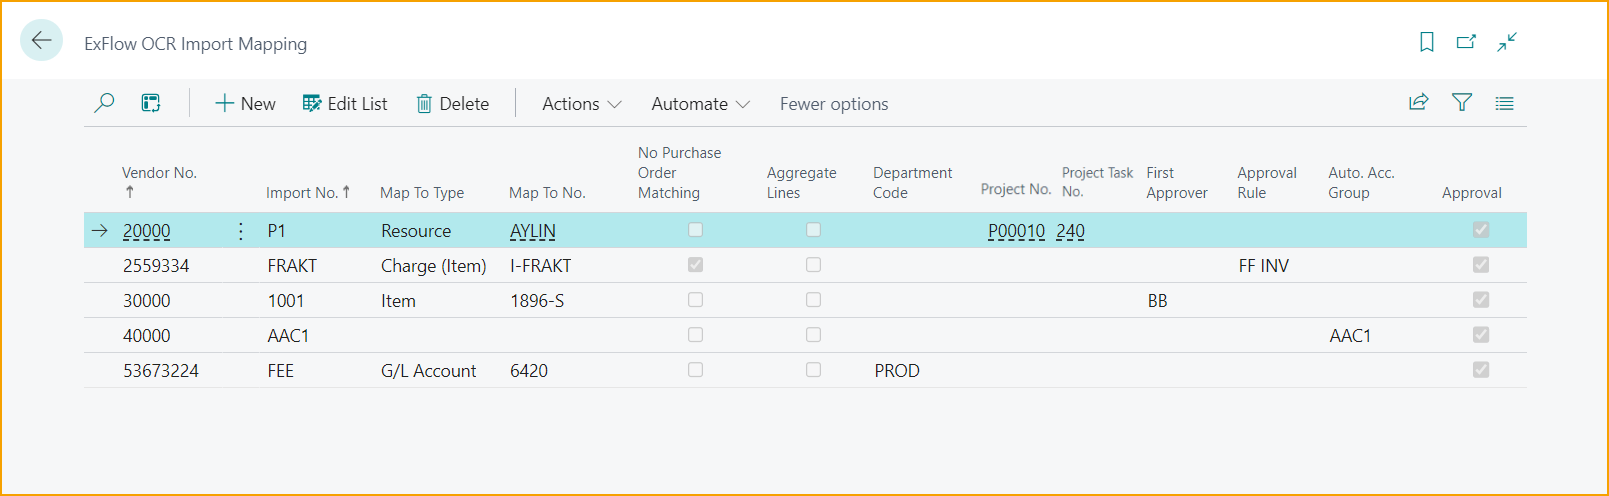 ExFlow OCR Import Mapping
New Edit List Delete Actions Automate Fewer options
No Purchase
Vendor No. Order Aggregate Department Project Task First Approval Auto. Acc.
Import No. Map To Type Map To No. Matching Lines Code Project No. No. Approver Rule Group Approval
20000 P1 Resource AYLIN P00010 240
2559334 FRAKT Charge (Item) I-FRAKT FF INV
30000 1001 Item 1896-S BB
40000 AAC1 AAC1
53673224 FEE G/L Account 6420 PROD